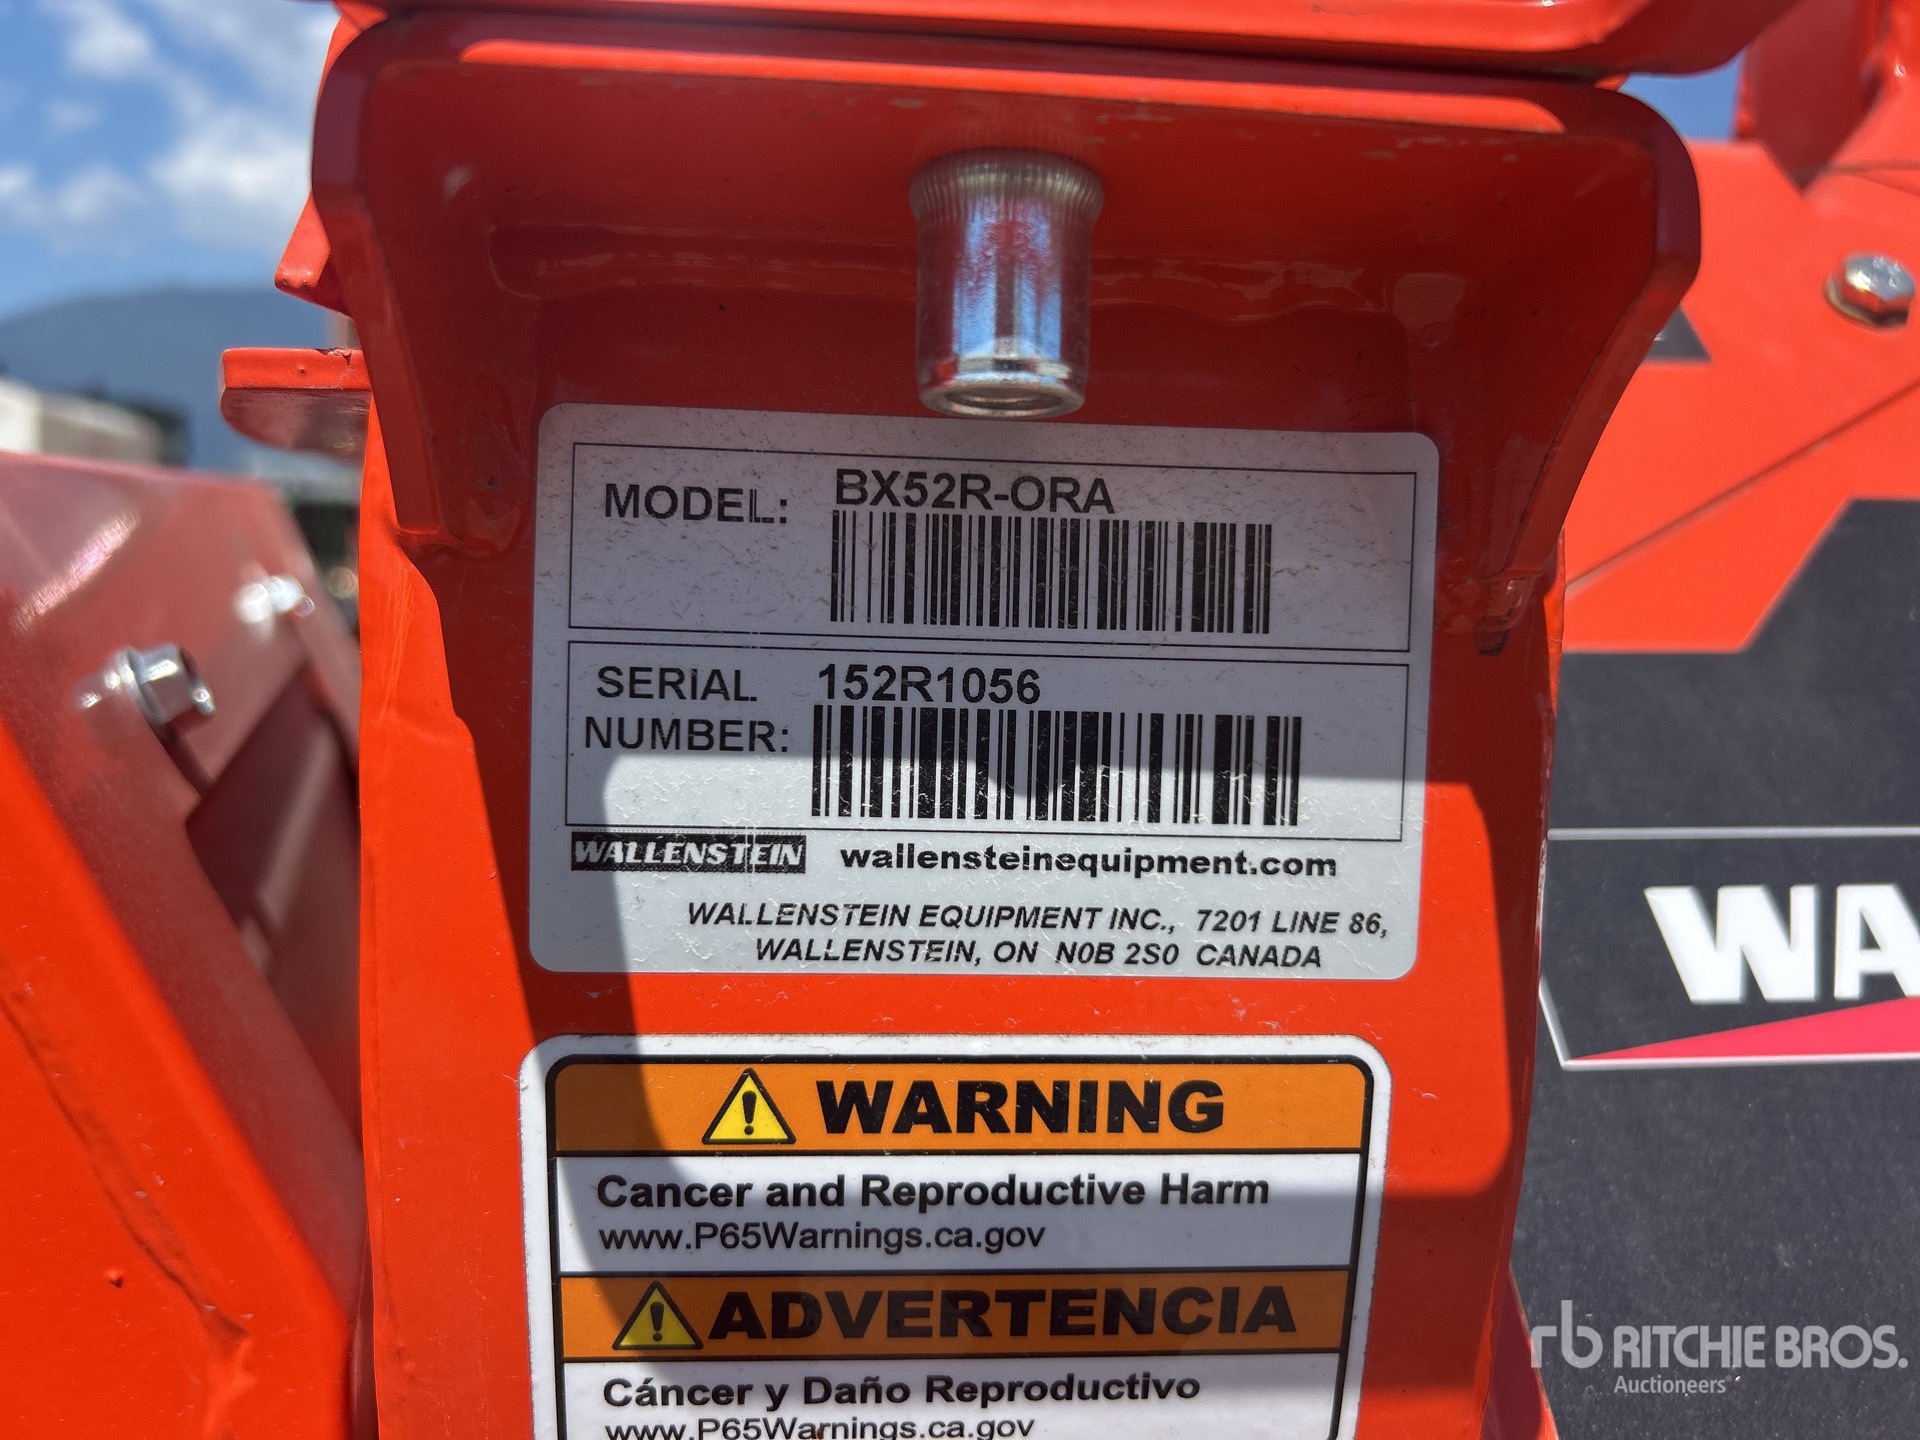 MODEL: BX52R-ORA
SERIAL NUMBER: 152R1056
WALLENSTEIN wallensteinequipment.com
WALLENSTEIN EQUIPMENT INC., 7201 LINE 86,
WALLENSTEIN, ON N0B 2S0 CANADA
WARNING
Cancer and Reproductive Harm
www.P65Warnings.ca.gov
ADVERTENCIA
Cáncer y Daño Reproductivo
www.P65Warnings.ca.gov
WA
rb RITCHIE BROS.
Auctioneers